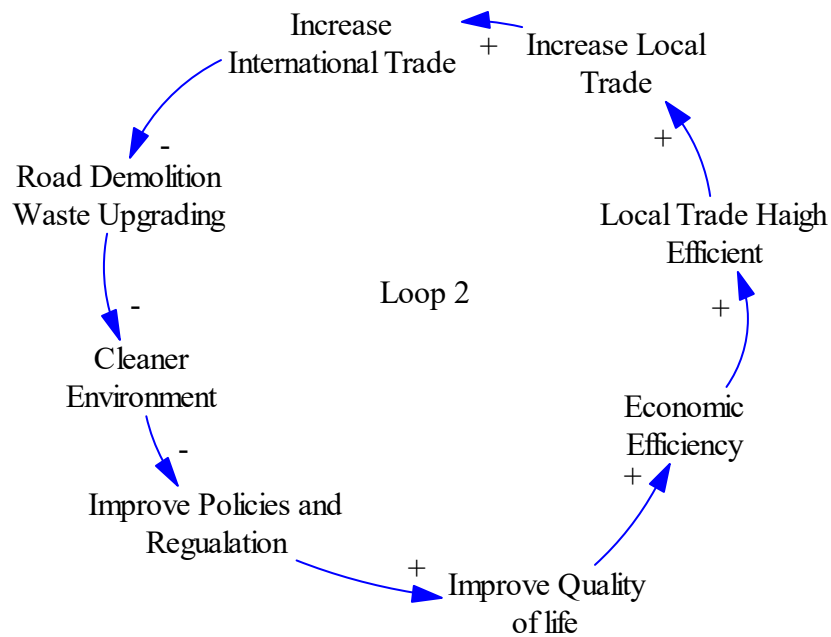 Increase
International Trade
+
Increase Local
Trade
-
+
Road Demolition
Waste Upgrading
Local Trade Haigh
Efficient
Loop 2
-
+
Cleaner
Environment
Economic
Efficiency
-
+
Improve Policies and
Regualation
+
Improve Quality
of life